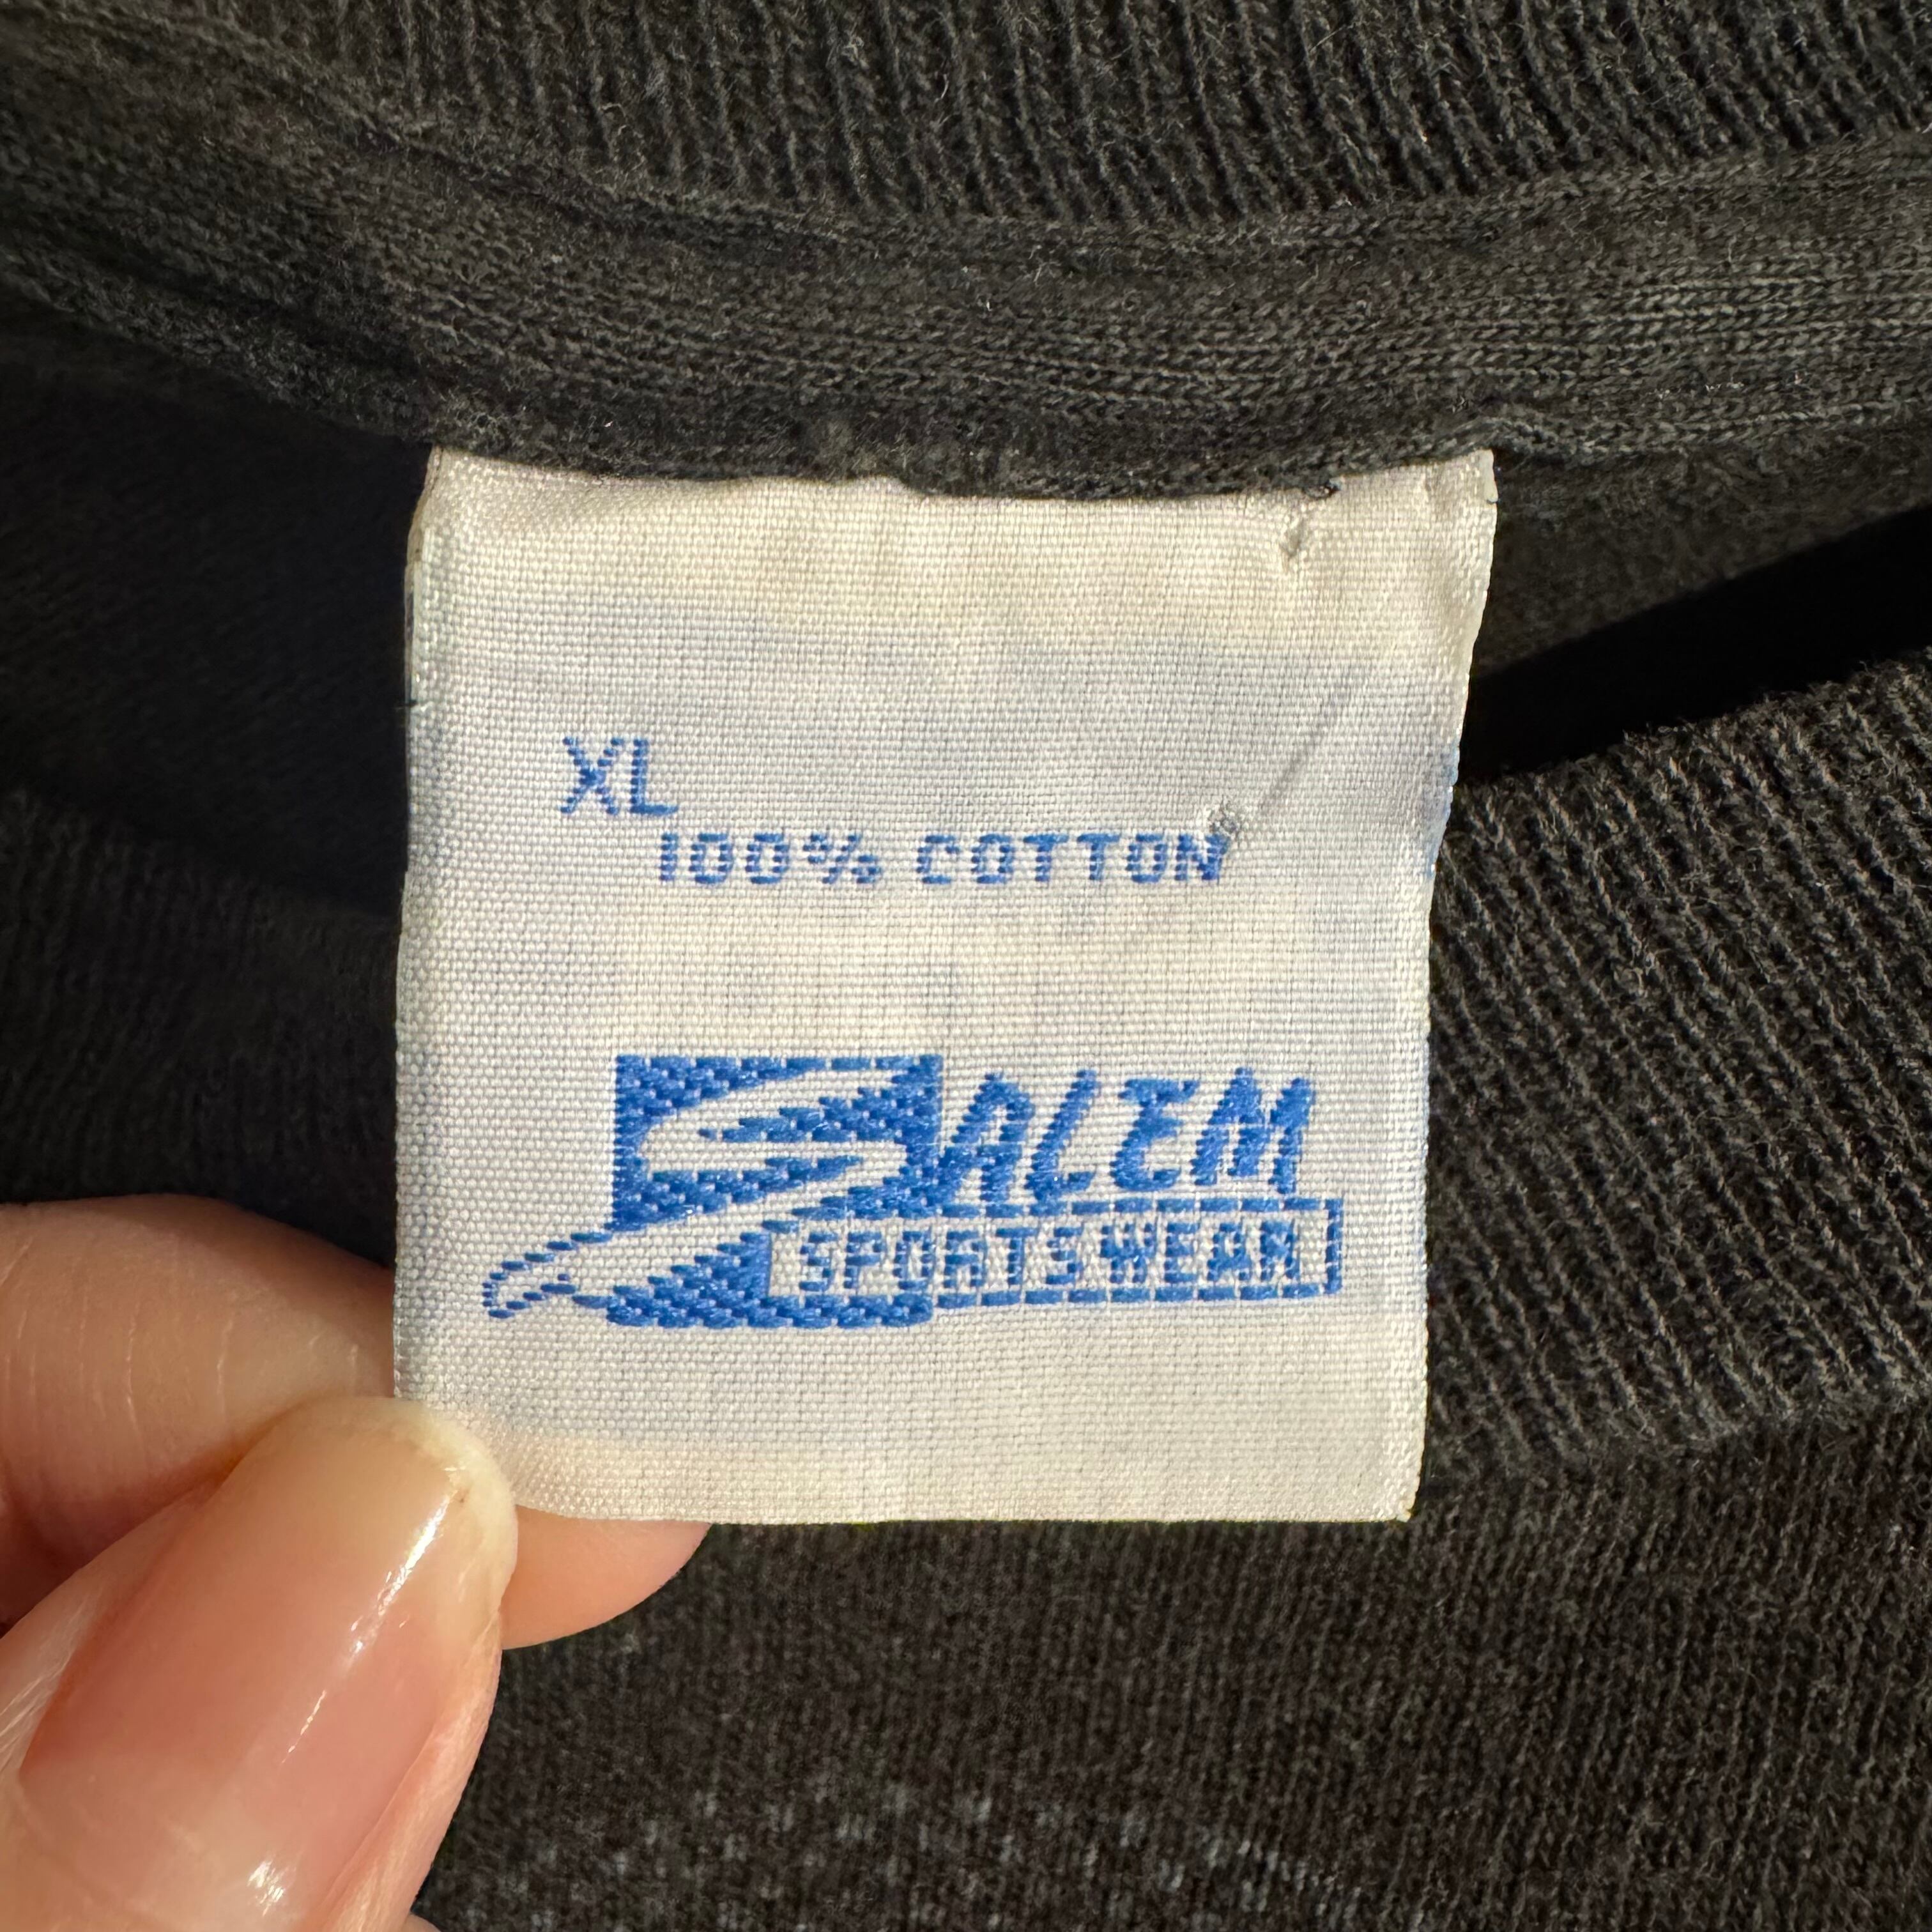 XL
100% COTTON
SALEM
SPORTSWEAR